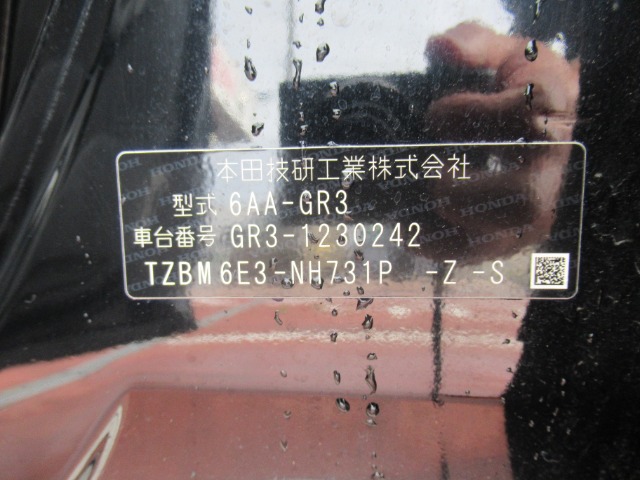 本田技研工業株式会社
型式 6AA-GR3
車台番号 GR3-1230242
TZBM6E3-NH731P -Z -S